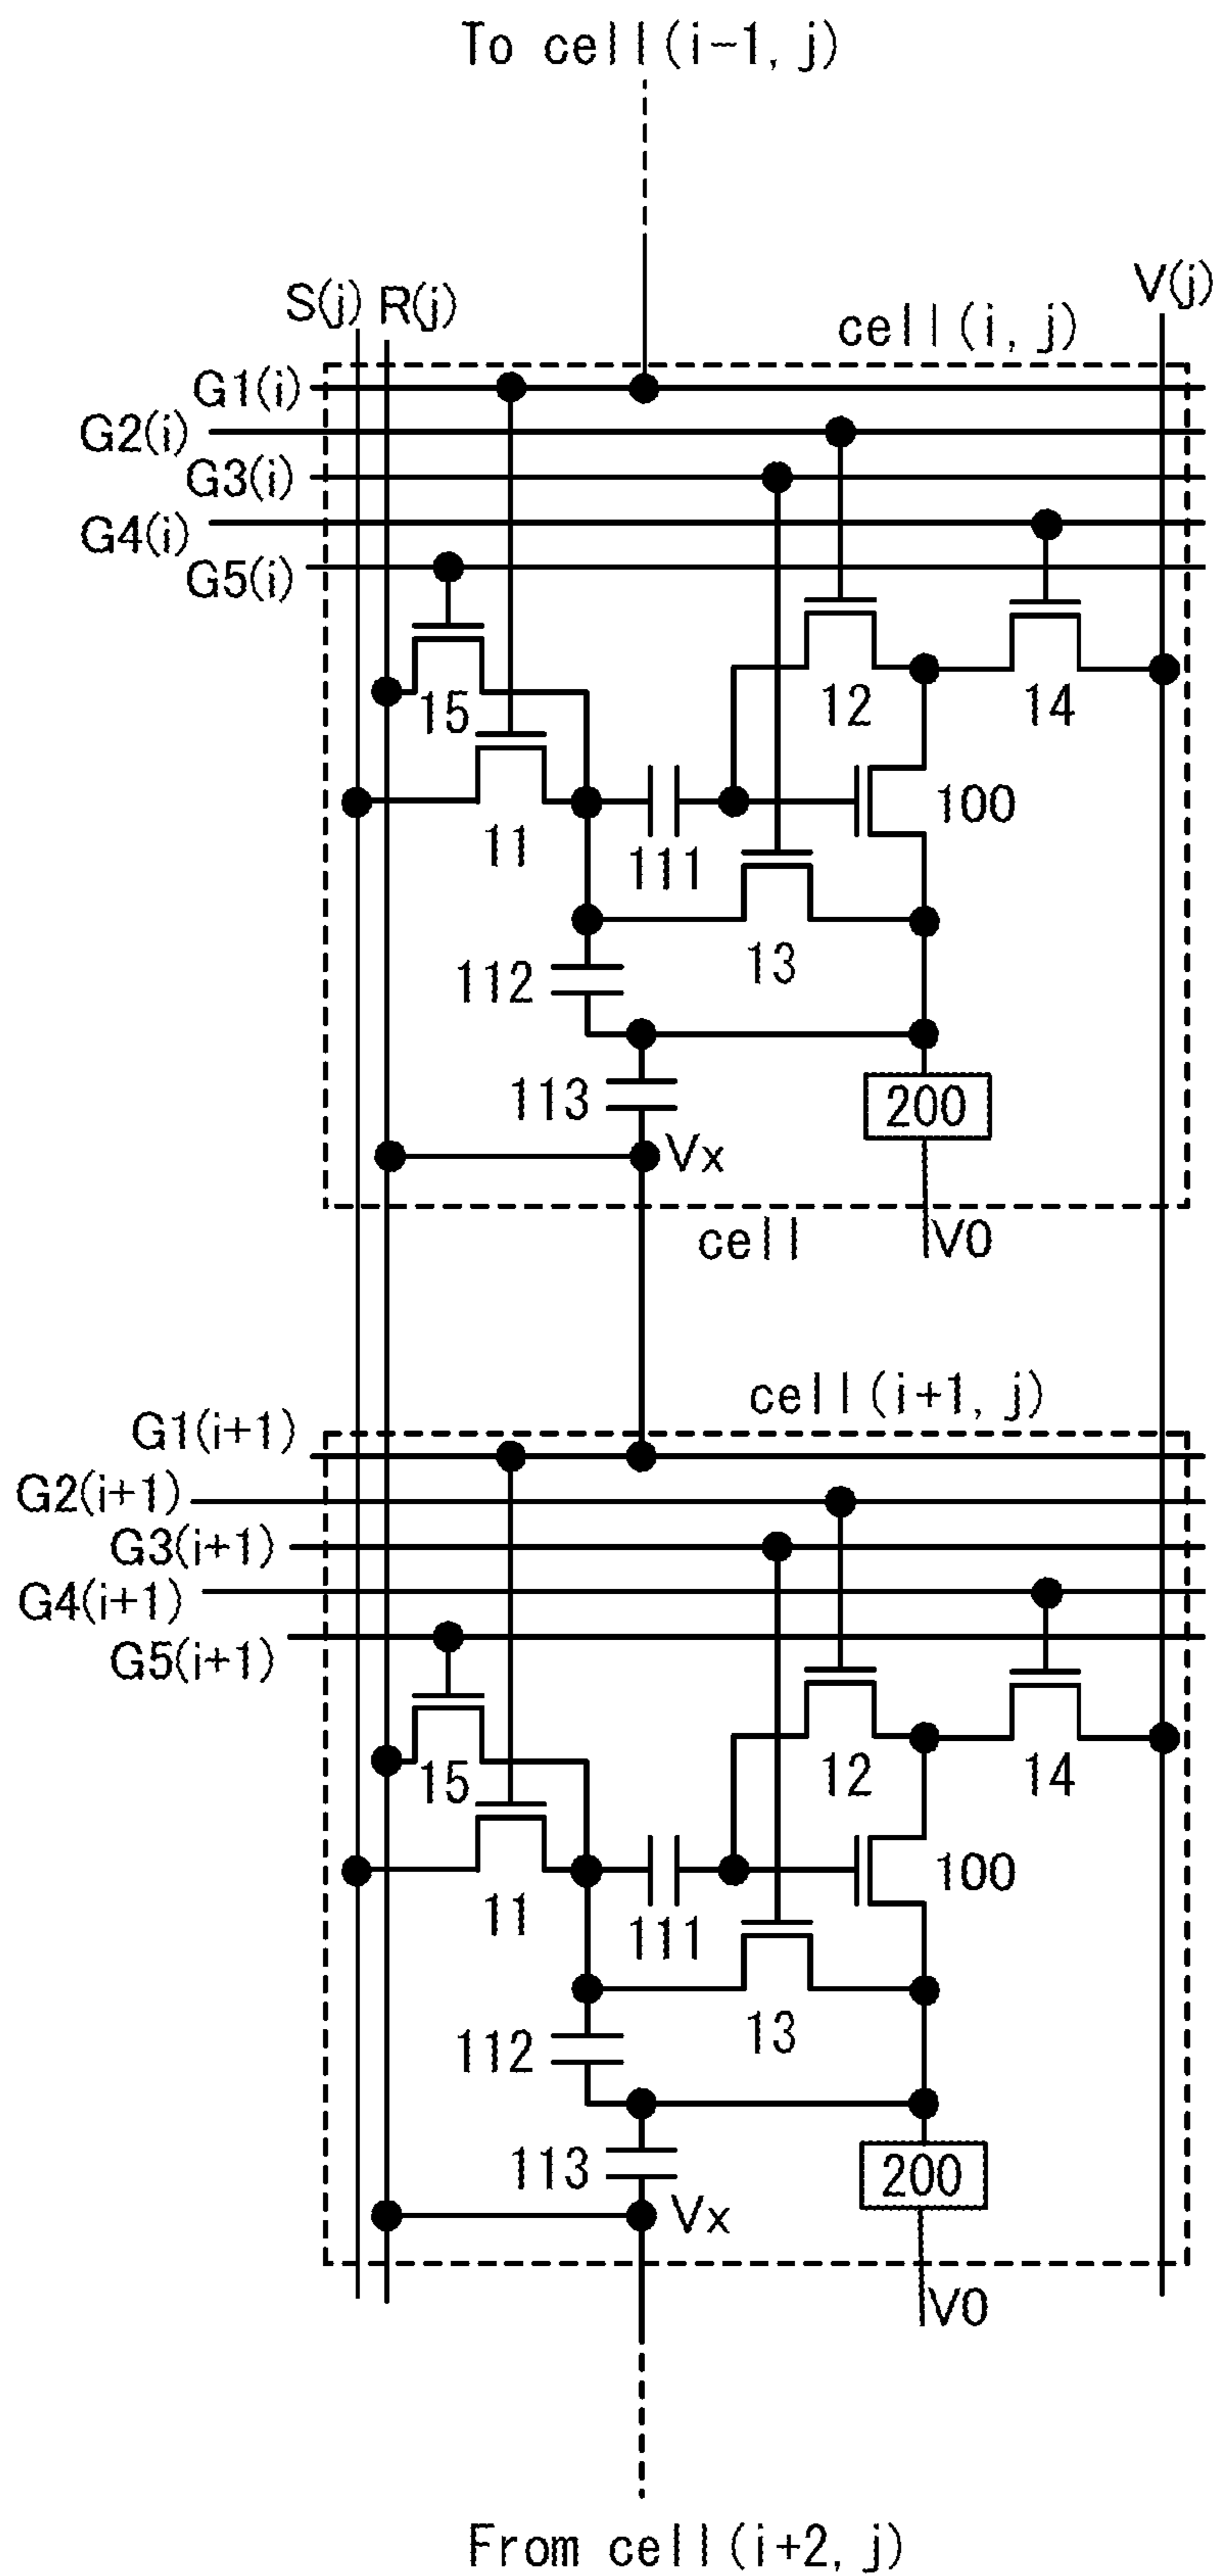 To cell(i-1, j)
S(j) R(j) V(j)
cell(i, j)
G1(i)
G2(i)
G3(i)
G4(i)
G5(i)
15 12 14
11 111 100
112 13
113 200
Vx
cell V0
cell(i+1, j)
G1(i+1)
G2(i+1)
G3(i+1)
G4(i+1)
G5(i+1)
15 12 14
11 111 100
112 13
113 200
Vx
V0
From cell(i+2, j)